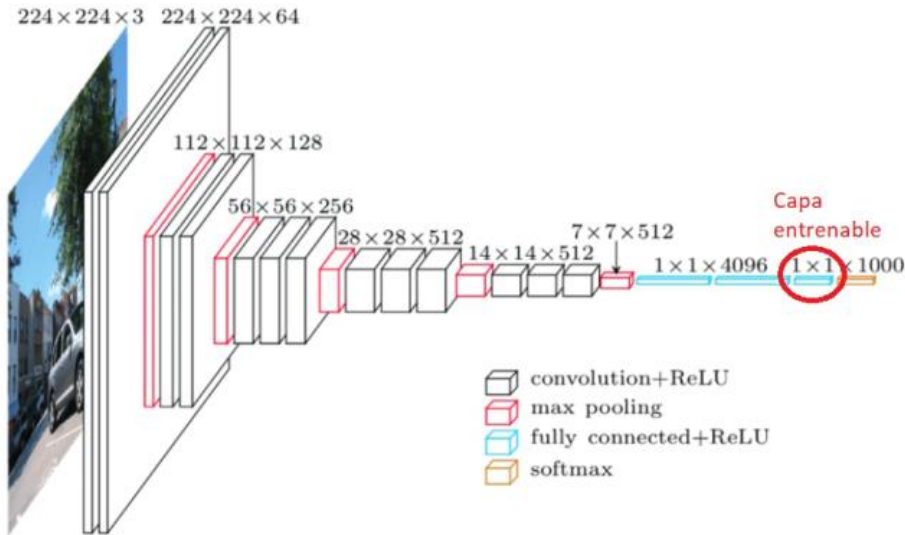 224×224×3
224×224×64
112×112×128
56×56×256
28×28×512
14×14×512
7×7×512
1×1×4096
1×1×1000
Capa
entrenable
convolution+ReLU
max pooling
fully connected+ReLU
softmax